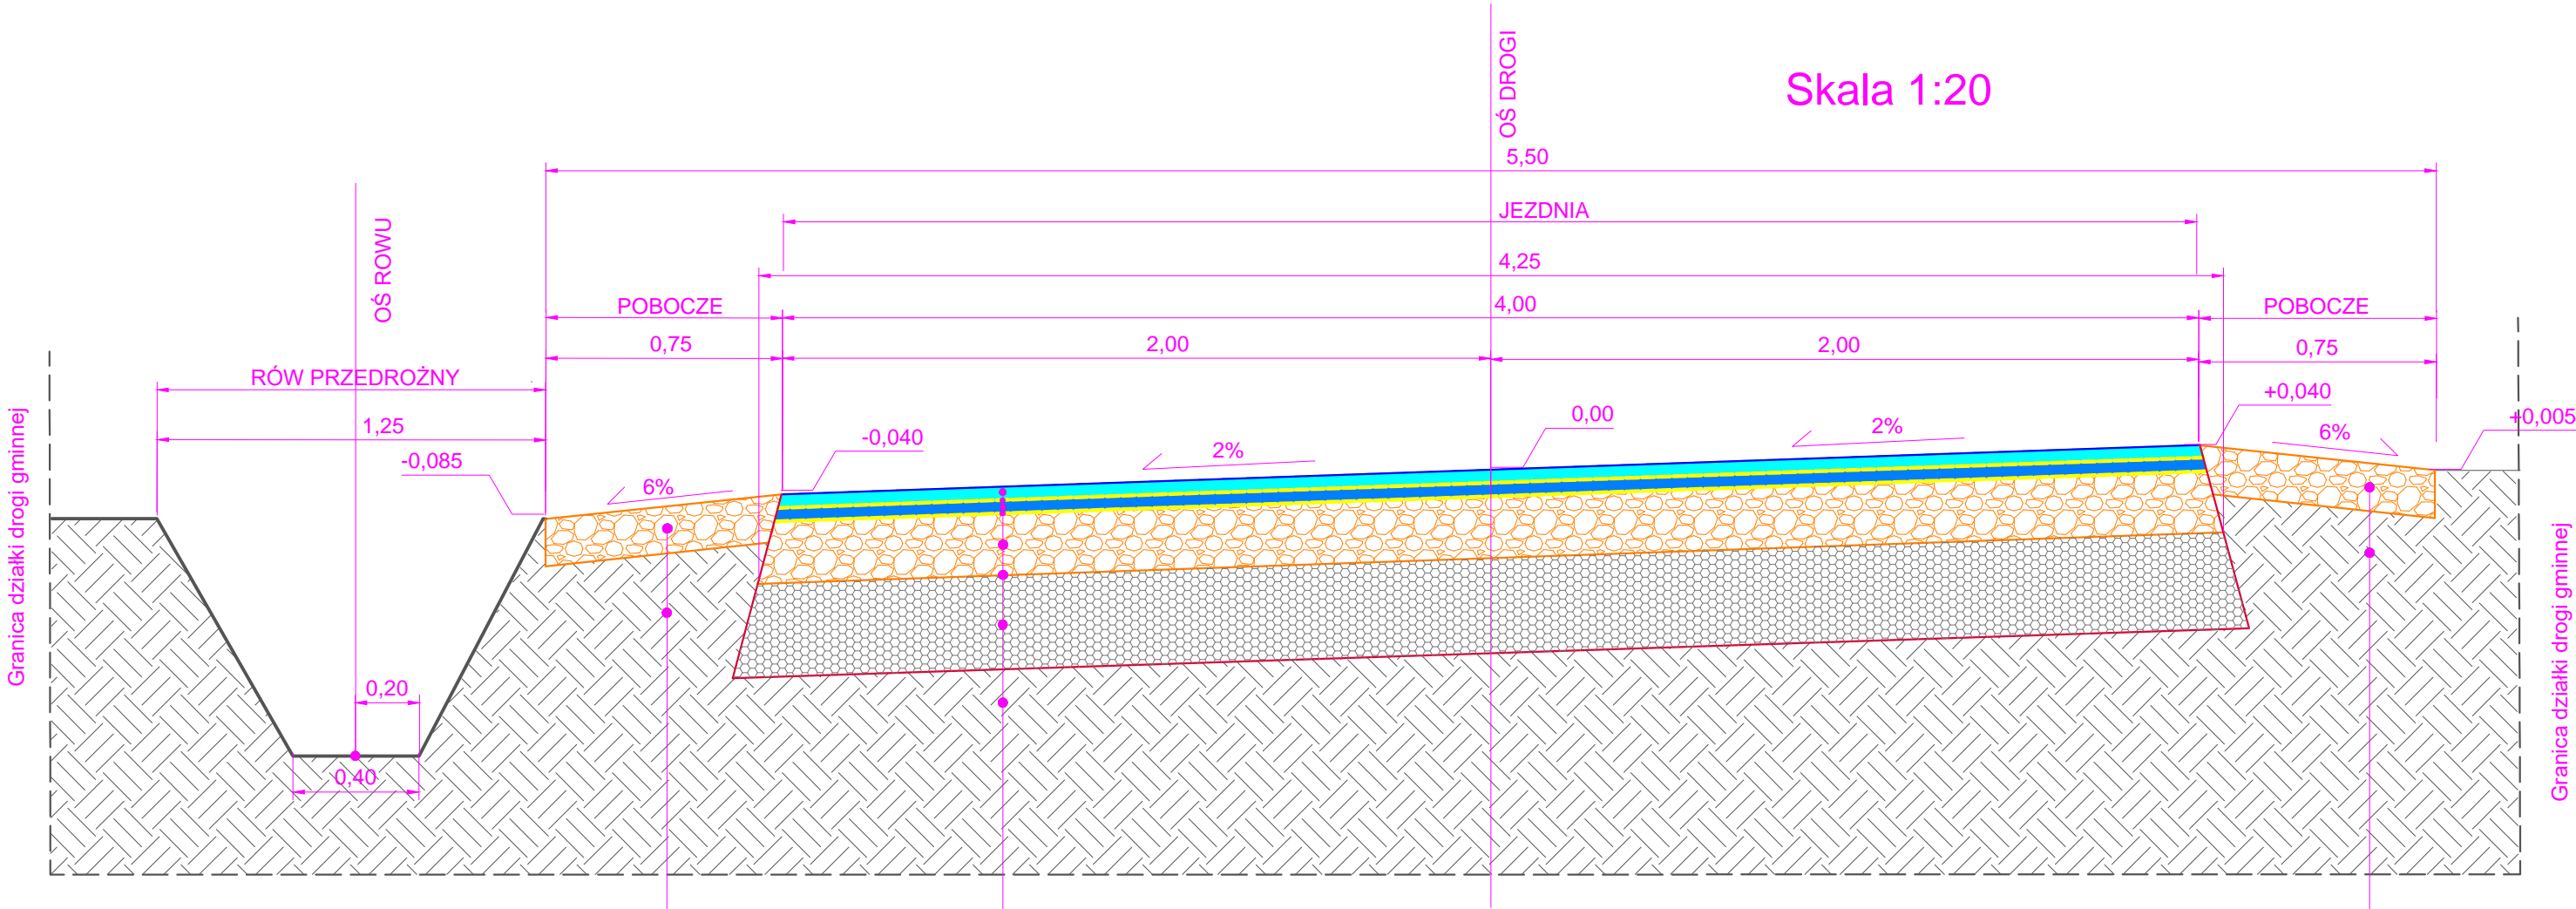 OŚ DROGI
Skala 1:20
5,50
JEZDNIA
OŚ ROWU
4,25
POBOCZE
4,00
POBOCZE
0,75
2,00
2,00
0,75
RÓW PRZEDROŻNY
+0,040
1,25
-0,040
0,00
2%
+0,005
6%
-0,085
2%
6%
Granica działki drogi gminnej
Granica działki drogi gminnej
0,20
0,40